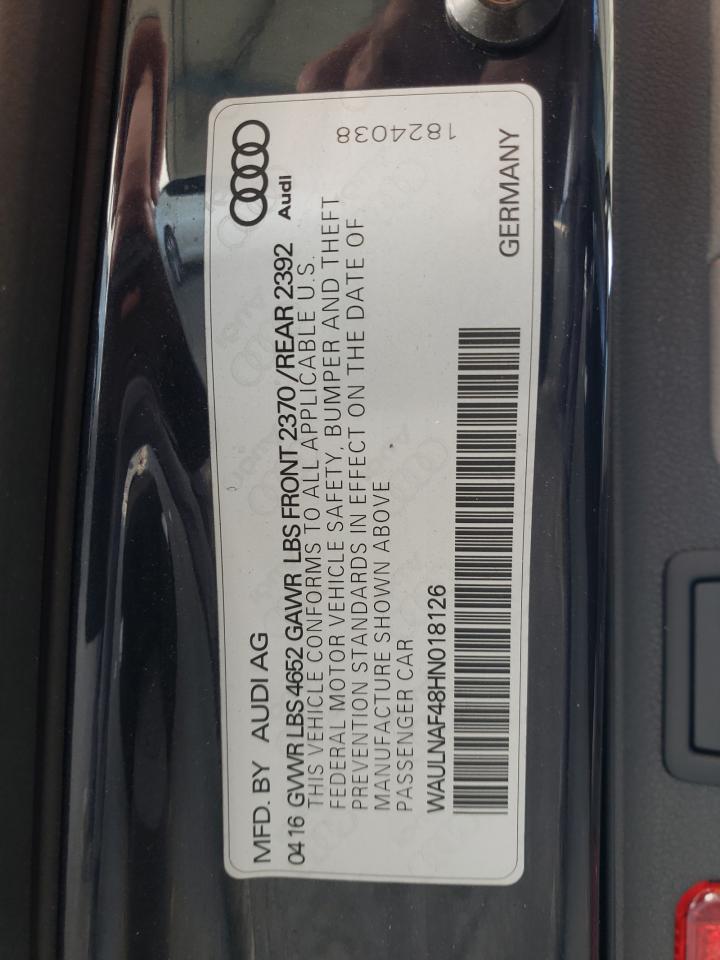 MFD. BY AUDI AG
Audi
0416 GVWR LBS 4652 GAWR LBS FRONT 2370/REAR 2392
THIS VEHICLE CONFORMS TO ALL APPLICABLE U.S.
FEDERAL MOTOR VEHICLE SAFETY, BUMPER AND THEFT
PREVENTION STANDARDS IN EFFECT ON THE DATE OF
MANUFACTURE SHOWN ABOVE
PASSENGER CAR
1824038
WAULNAF48HN018126
GERMANY